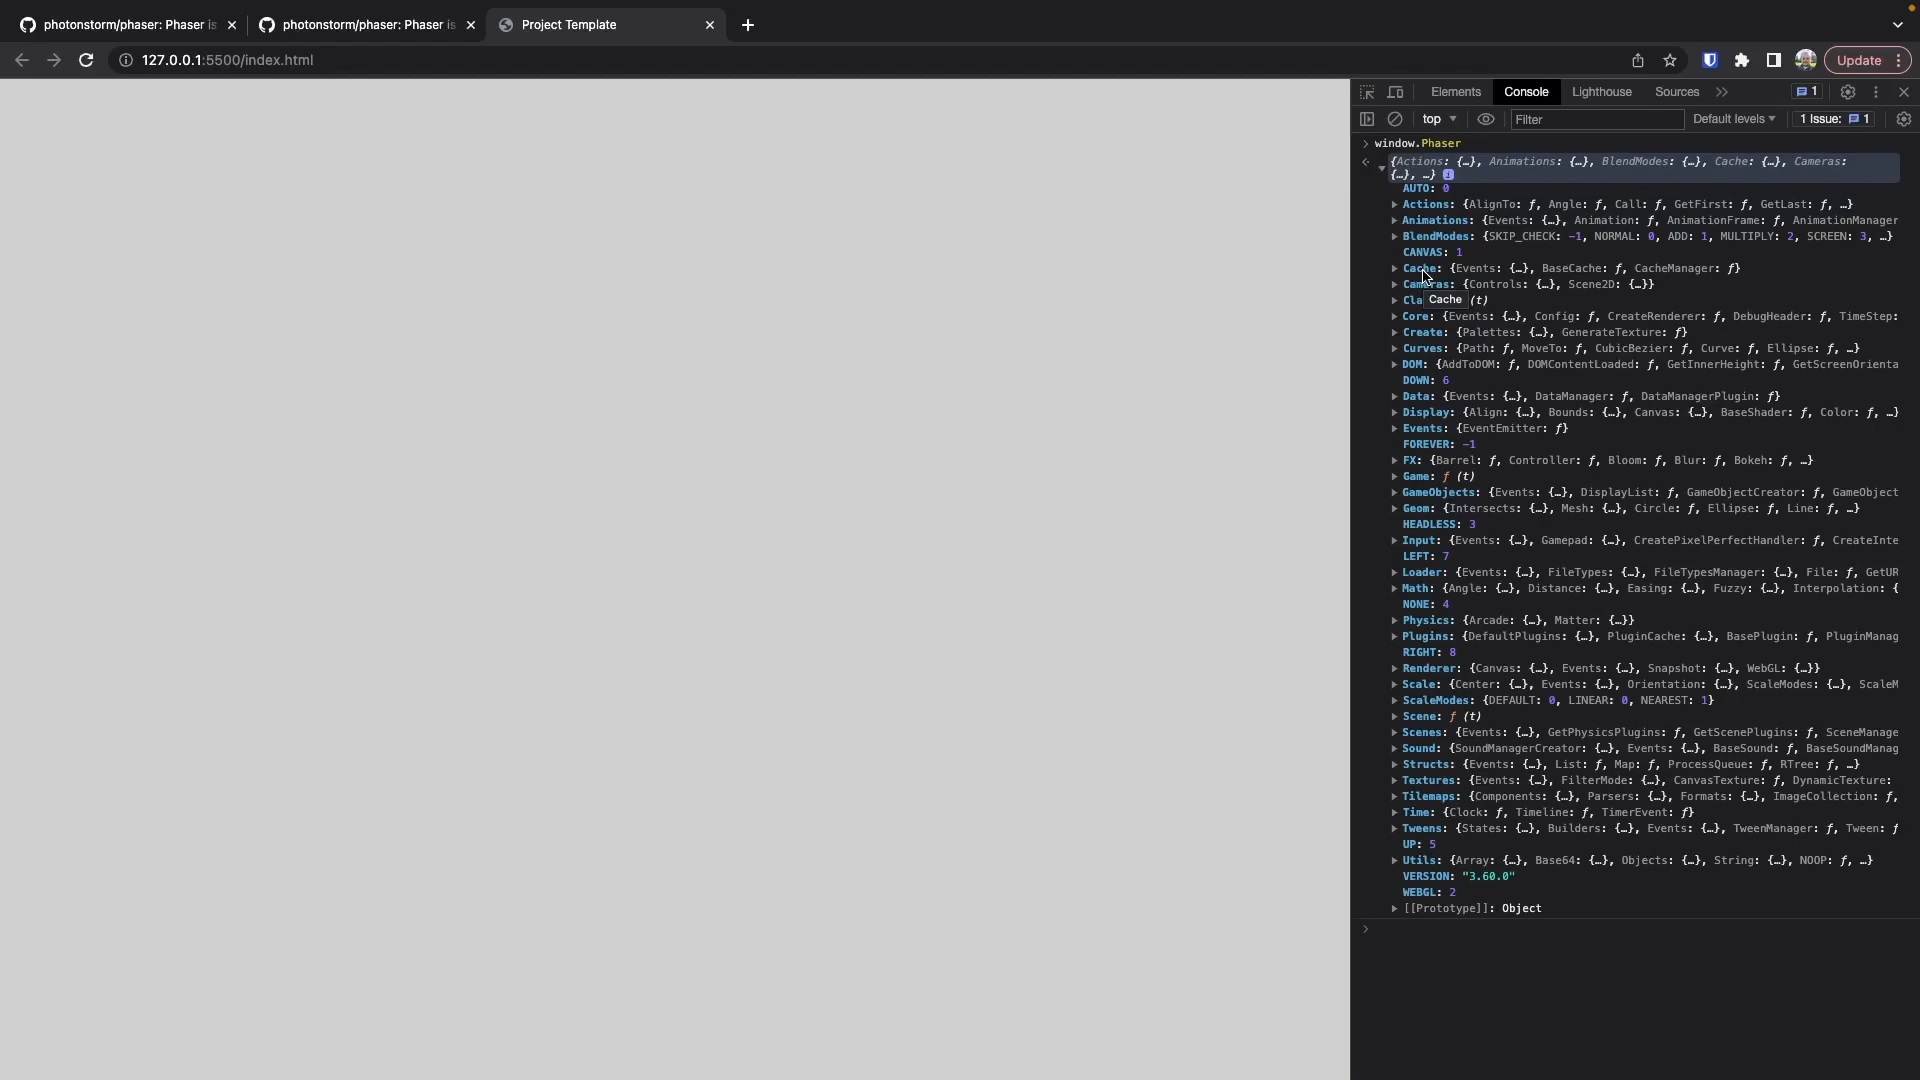 photonstorm/phaser: Phaser is
photonstorm/phaser: Phaser is
Project Template
127.0.0.1:5500/index.html
Update
Elements Console Lighthouse Sources 1
top Filter Default levels 1 Issue: 1
window.Phaser
{Actions: {…}, Animations: {…}, BlendModes: {…}, Cache: {…}, Cameras:
{…}, …} i
AUTO: 0
Actions: {AlignTo: ƒ, Angle: ƒ, Call: ƒ, GetFirst: ƒ, GetLast: ƒ, …}
Animations: {Events: {…}, Animation: ƒ, AnimationFrame: ƒ, AnimationManager
BlendModes: {SKIP_CHECK: -1, NORMAL: 0, ADD: 1, MULTIPLY: 2, SCREEN: 3, …}
CANVAS: 1
Cache: {Events: {…}, BaseCache: ƒ, CacheManager: ƒ}
Cameras: {Controls: {…}, Scene2D: {…}}
Cla (t)
Cache
Core: {Events: {…}, Config: ƒ, CreateRenderer: ƒ, DebugHeader: ƒ, TimeStep:
Create: {Palettes: {…}, GenerateTexture: ƒ}
Curves: {Path: ƒ, MoveTo: ƒ, CubicBezier: ƒ, Curve: ƒ, Ellipse: ƒ, …}
DOM: {AddToDOM: ƒ, DOMContentLoaded: ƒ, GetInnerHeight: ƒ, GetScreenOrienta
DOWN: 6
Data: {Events: {…}, DataManager: ƒ, DataManagerPlugin: ƒ}
Display: {Align: {…}, Bounds: {…}, Canvas: {…}, BaseShader: ƒ, Color: ƒ, …}
Events: {EventEmitter: ƒ}
FOREVER: -1
FX: {Barrel: ƒ, Controller: ƒ, Bloom: ƒ, Blur: ƒ, Bokeh: ƒ, …}
Game: ƒ (t)
GameObjects: {Events: {…}, DisplayList: ƒ, GameObjectCreator: ƒ, GameObject
Geom: {Intersects: {…}, Mesh: {…}, Circle: ƒ, Ellipse: ƒ, Line: ƒ, …}
HEADLESS: 3
Input: {Events: {…}, Gamepad: {…}, CreatePixelPerfectHandler: ƒ, CreateInte
LEFT: 7
Loader: {Events: {…}, FileTypes: {…}, FileTypesManager: {…}, File: ƒ, GetUR
Math: {Angle: {…}, Distance: {…}, Easing: {…}, Fuzzy: {…}, Interpolation: {
NONE: 4
Physics: {Arcade: {…}, Matter: {…}}
Plugins: {DefaultPlugins: {…}, PluginCache: {…}, BasePlugin: ƒ, PluginManag
RIGHT: 8
Renderer: {Canvas: {…}, Events: {…}, Snapshot: {…}, WebGL: {…}}
Scale: {Center: {…}, Events: {…}, Orientation: {…}, ScaleModes: {…}, ScaleM
ScaleModes: {DEFAULT: 0, LINEAR: 0, NEAREST: 1}
Scene: ƒ (t)
Scenes: {Events: {…}, GetPhysicsPlugins: ƒ, GetScenePlugins: ƒ, SceneManage
Sound: {SoundManagerCreator: {…}, Events: {…}, BaseSound: ƒ, BaseSoundManag
Structs: {Events: {…}, List: ƒ, Map: ƒ, ProcessQueue: ƒ, RTree: ƒ, …}
Textures: {Events: {…}, FilterMode: {…}, CanvasTexture: ƒ, DynamicTexture:
Tilemaps: {Components: {…}, Parsers: {…}, Formats: {…}, ImageCollection: ƒ,
Time: {Clock: ƒ, Timeline: ƒ, TimerEvent: ƒ}
Tweens: {States: {…}, Builders: {…}, Events: {…}, TweenManager: ƒ, Tween: ƒ
UP: 5
Utils: {Array: {…}, Base64: {…}, Objects: {…}, String: {…}, NOOP: ƒ, …}
VERSION: "3.60.0"
WEBGL: 2
[[Prototype]]: Object